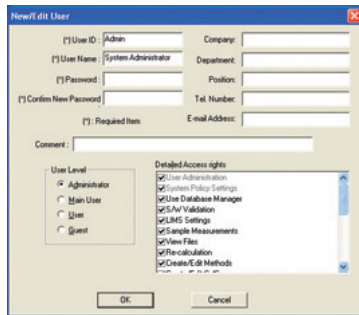 New/Edit User
(*) User ID : Admin
Company:
(*) User Name : System Administrator
Department:
(*) Password :
Position:
(*) Confirm New Password
Tel. Number:
(*) : Required Item
E-mail Address:
Comment :
User Level
Administrator
Main User
User
Guest
Detailed Access rights
User Administration
System Policy Settings
Use Database Manager
S/W Validation
LIMS Settings
Sample Measurements
View Files
Re-calculation
Create/Edit Methods
OK
Cancel